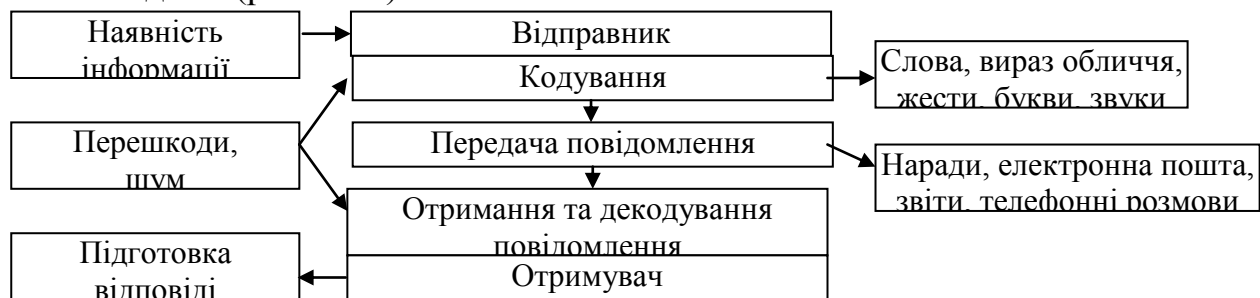 Наявність
інформації
Відправник
Кодування
Слова, вираз обличчя,
жести, букви, звуки
Перешкоди,
шум
Передача повідомлення
Наради, електронна пошта,
звіти, телефонні розмови
Отримання та декодування
повідомлення
Підготовка
відповіді
Отримувач